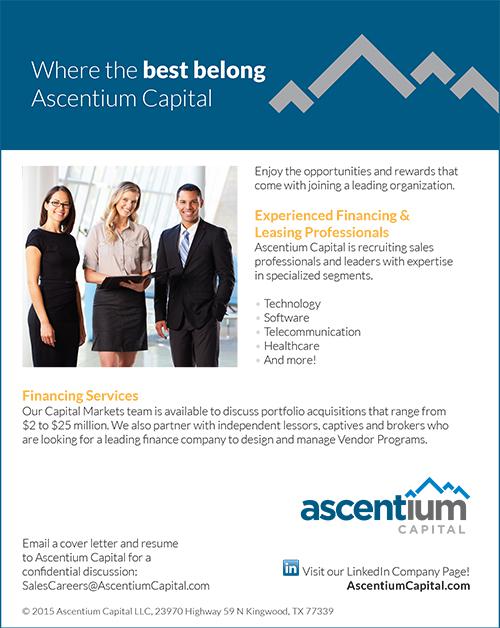 Where the best belong
Ascentium Capital
Enjoy the opportunities and rewards that
come with joining a leading organization.
Experienced Financing &
Leasing Professionals
Ascentium Capital is recruiting sales
professionals and leaders with expertise
in specialized segments.
• Technology
• Software
• Telecommunication
• Healthcare
• And more!
Financing Services
Our Capital Markets team is available to discuss portfolio acquisitions that range from
$2 to $25 million. We also partner with independent lessors, captives and brokers who
are looking for a leading finance company to design and manage Vendor Programs.
ascentium
CAPITAL
Email a cover letter and resume
to Ascentium Capital for a
confidential discussion:
SalesCareers@AscentiumCapital.com
in Visit our LinkedIn Company Page!
AscentiumCapital.com
© 2015 Ascentium Capital LLC, 23970 Highway 59 N Kingwood, TX 77339